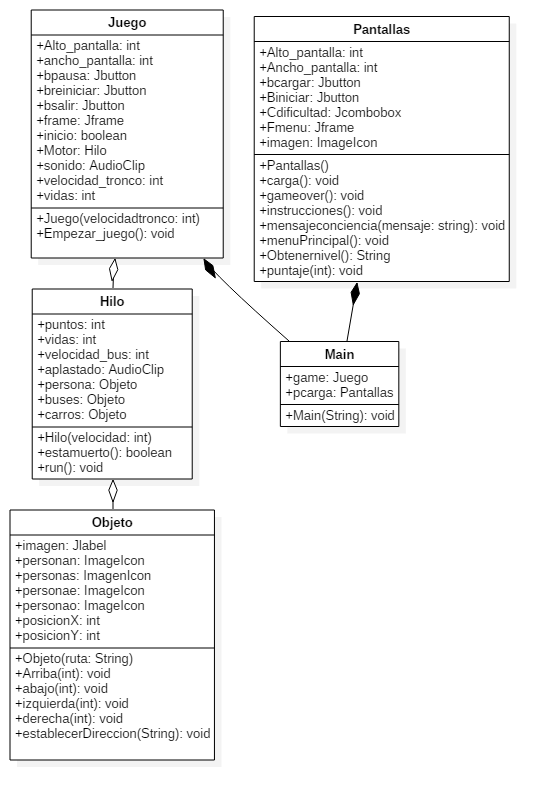 Juego
+Alto_pantalla: int
+ancho_pantalla: int
+bpausa: Jbutton
+breiniciar: Jbutton
+bsalir: Jbutton
+frame: Jframe
+inicio: boolean
+Motor: Hilo
+sonido: AudioClip
+velocidad_tronco: int
+vidas: int
+Juego(velocidadtronco: int)
+Empezar_juego(): void
Pantallas
+Alto_pantalla: int
+Ancho_pantalla: int
+bcargar: Jbutton
+Biniciar: Jbutton
+Cdificultad: Jcombobox
+Fmenu: Jframe
+imagen: ImageIcon
+Pantallas()
+carga(): void
+gameover(): void
+instrucciones(): void
+mensajeconciencia(mensaje: string): void
+menuPrincipal(): void
+Obtenernivel(): String
+puntaje(int): void
Hilo
+puntos: int
+vidas: int
+velocidad_bus: int
+aplastado: AudioClip
+persona: Objeto
+buses: Objeto
+carros: Objeto
+Hilo(velocidad: int)
+estamuerto(): boolean
+run(): void
Main
+game: Juego
+pcarga: Pantallas
+Main(String): void
Objeto
+imagen: Jlabel
+personan: ImageIcon
+personas: ImagenIcon
+personae: ImageIcon
+personao: ImageIcon
+posicionX: int
+posicionY: int
+Objeto(ruta: String)
+Arriba(int): void
+abajo(int): void
+izquierda(int): void
+derecha(int): void
+establecerDireccion(String): void